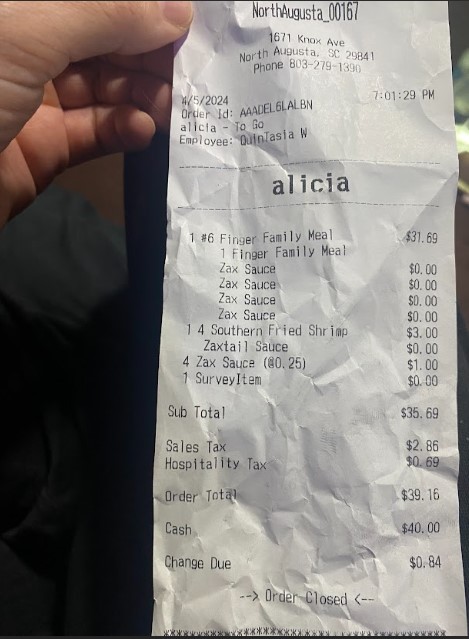 NorthAugusta_00167
1671 Knox Ave
North Augusta, SC 29841
Phone 803-279-1390
4/5/2024 7:01:29 PM
Order Id: AAADEL6LALBN
alicia - To Go
Employee: QuinTasia W
alicia
1 #6 Finger Family Meal $31.69
1 Finger Family Meal
Zax Sauce $0.00
Zax Sauce $0.00
Zax Sauce $0.00
Zax Sauce $0.00
1 4 Southern Fried Shrimp $3.00
Zaxtail Sauce $0.00
4 Zax Sauce (@0.25) $1.00
1 SurveyItem $0.00
Sub Total $35.69
Sales Tax $2.86
Hospitality Tax $0.69
Order Total $39.16
Cash $40.00
Change Due $0.84
--> Order Closed <--